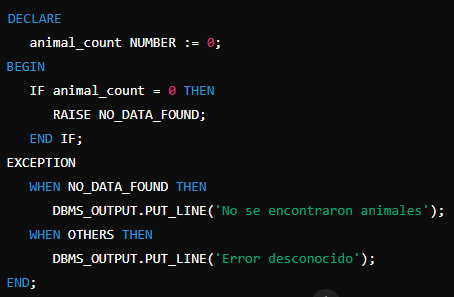 DECLARE
animal_count NUMBER := 0;
BEGIN
IF animal_count = 0 THEN
RAISE NO_DATA_FOUND;
END IF;
EXCEPTION
WHEN NO_DATA_FOUND THEN
DBMS_OUTPUT.PUT_LINE('No se encontraron animales');
WHEN OTHERS THEN
DBMS_OUTPUT.PUT_LINE('Error desconocido');
END;